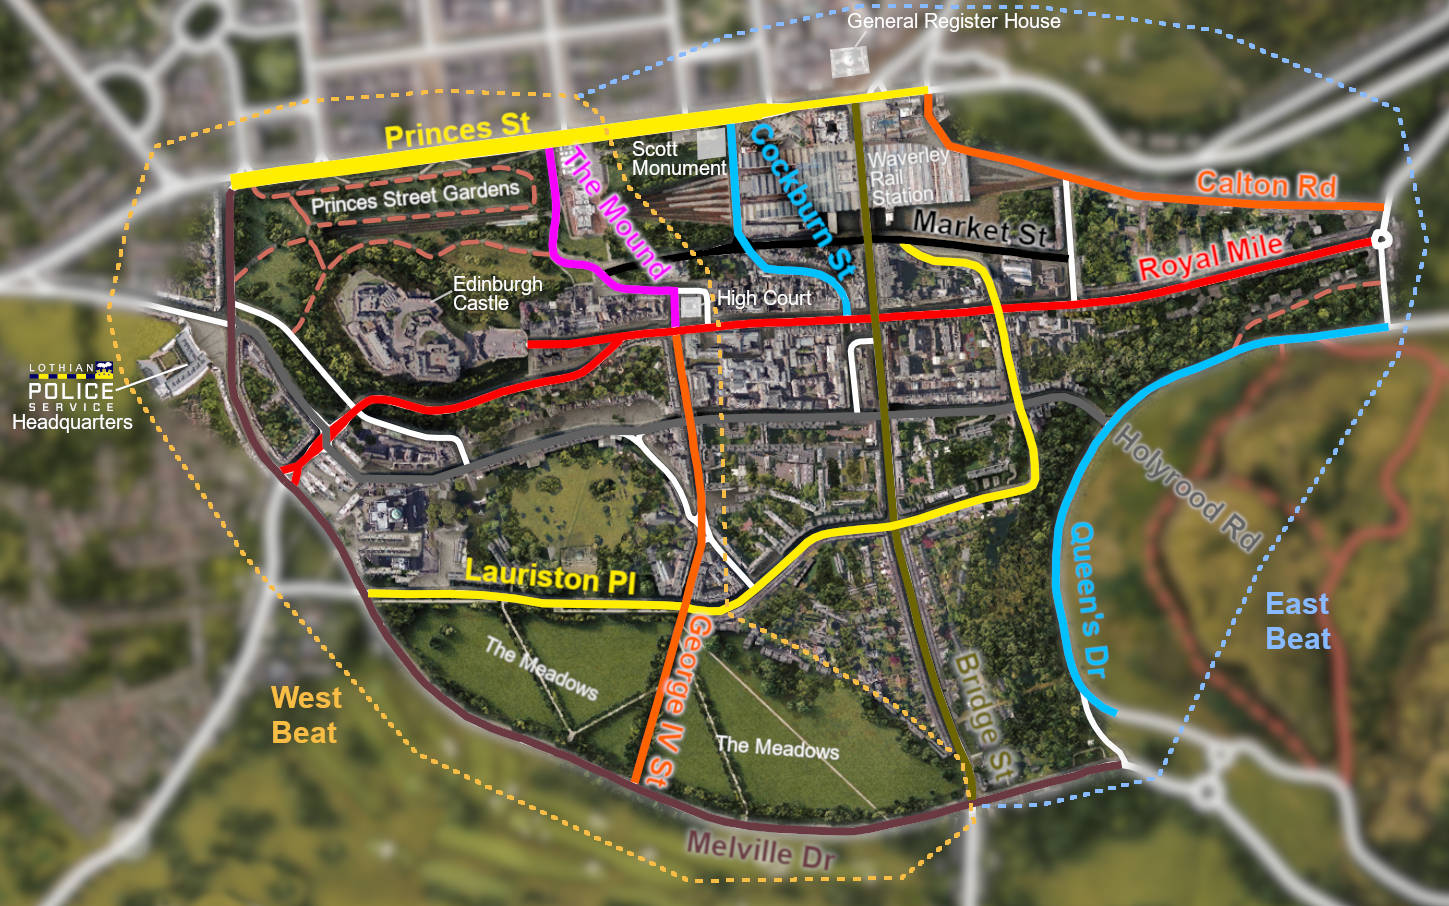 General Register House
Princes St
Scott
Monument
Cockburn St
Waverley
Rail
Station
The Mound
Princes Street Gardens
Calton Rd
Market St
Royal Mile
Edinburgh
Castle
High Court
LOTHIAN
POLICE
SERVICE
Headquarters
Holyrood Rd
Queen's Dr
Lauriston Pl
East
Beat
The Meadows
George IV St
West
Beat
Bridge St
The Meadows
Melville Dr